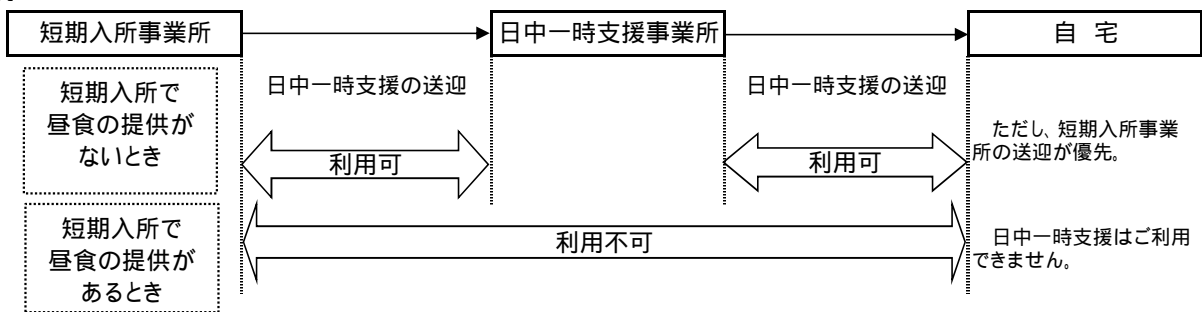 短期入所事業所
日中一時支援事業所
自 宅
日中一時支援の送迎
日中一時支援の送迎
短期入所で
昼食の提供が
ないとき
利用可
利用可
ただし、短期入所事業
所の送迎が優先。
短期入所で
昼食の提供が
あるとき
利用不可
日中一時支援はご利用
できません。